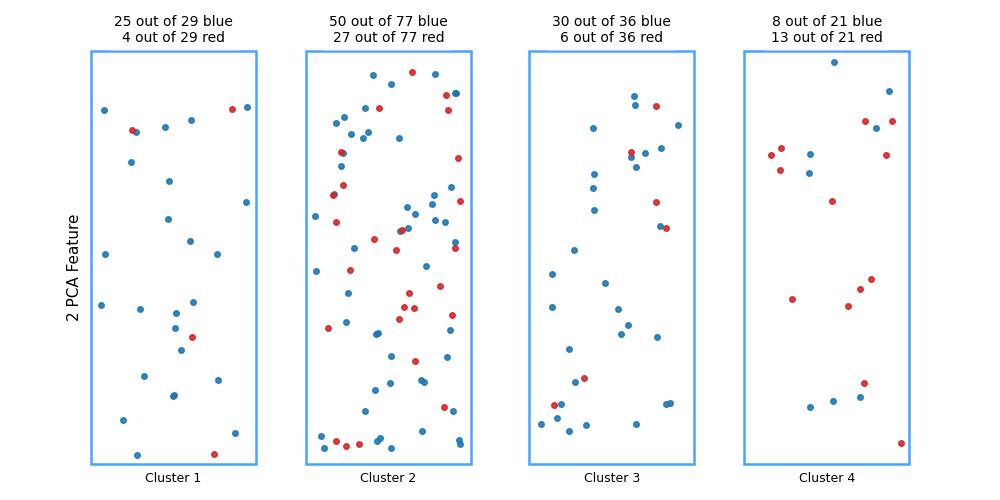 25 out of 29 blue
4 out of 29 red
50 out of 77 blue
27 out of 77 red
30 out of 36 blue
6 out of 36 red
8 out of 21 blue
13 out of 21 red
2 PCA Feature
Cluster 1
Cluster 2
Cluster 3
Cluster 4